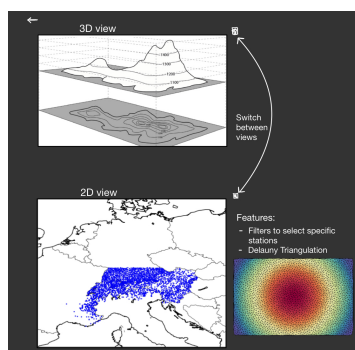 3D view
Switch
between
views
2D view
Features:
- Filters to select specific
stations
- Delauny Triangulation